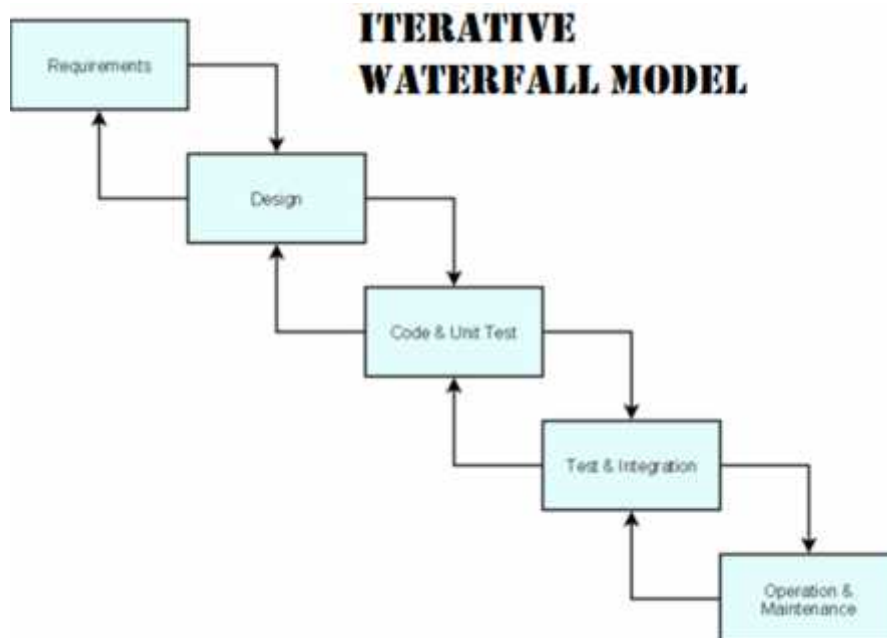 ITERATIVE
WATERFALL MODEL
Requirements
Design
Code & Unit Test
Test & Integration
Operation &
Maintenance